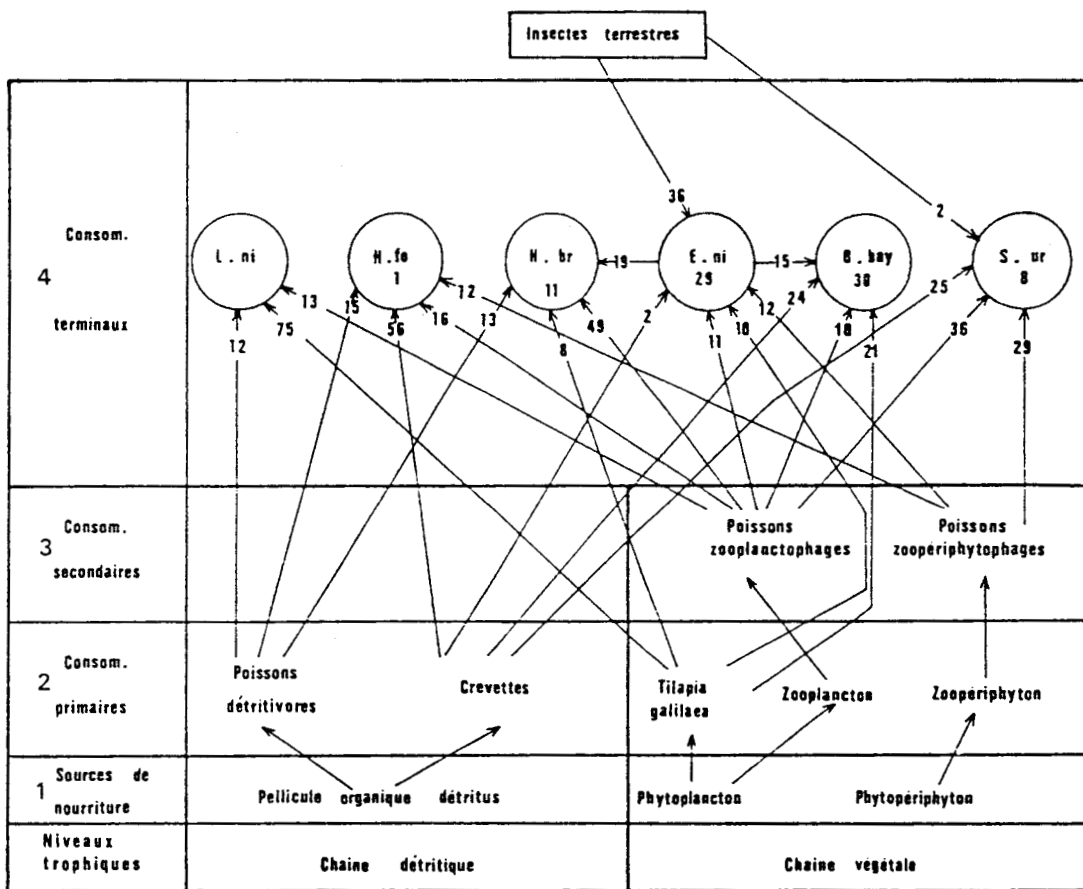 Insectes terrestres
36
2
4
Consom.
terminaux
L. ni
H.fo
1
H. br
11
E. ni
29
B. bay
30
S. ur
8
19
15
13
15
12
16
13
2
24
12
25
75
12
56
49
8
11
10
18
21
36
29
3
Consom.
secondaires
Poissons
zooplanctophages
Poissons
zoopériphytophages
2
Consom.
primaires
Poissons
détritivores
Crevettes
Tilapia
galilaea
Zooplancton
Zoopériphyton
1
Sources de
nourriture
Pellicule organique détritus
Phytoplancton
Phytopériphyton
Niveaux
trophiques
Chaine détritique
Chaine végétale